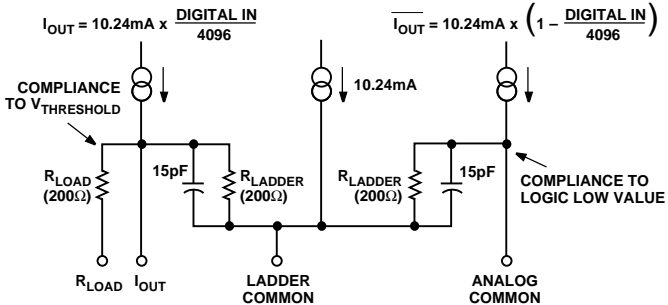 I_OUT = 10.24mA x DIGITAL IN / 4096
I̅_O̅U̅T̅ = 10.24mA x (1 – DIGITAL IN / 4096)
COMPLIANCE
TO V_THRESHOLD
10.24mA
R_LOAD
(200Ω)
15pF
R_LADDER
(200Ω)
R_LADDER
(200Ω)
15pF
COMPLIANCE TO
LOGIC LOW VALUE
R_LOAD
I_OUT
LADDER
COMMON
ANALOG
COMMON